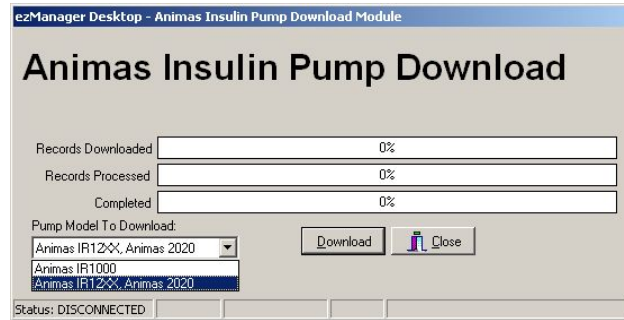 ezManager Desktop - Animas Insulin Pump Download Module
Animas Insulin Pump Download
Records Downloaded 0%
Records Processed 0%
Completed 0%
Pump Model To Download:
Animas IR12XX, Animas 2020
Download Close
Animas IR1000
Animas IR12XX, Animas 2020
Status: DISCONNECTED